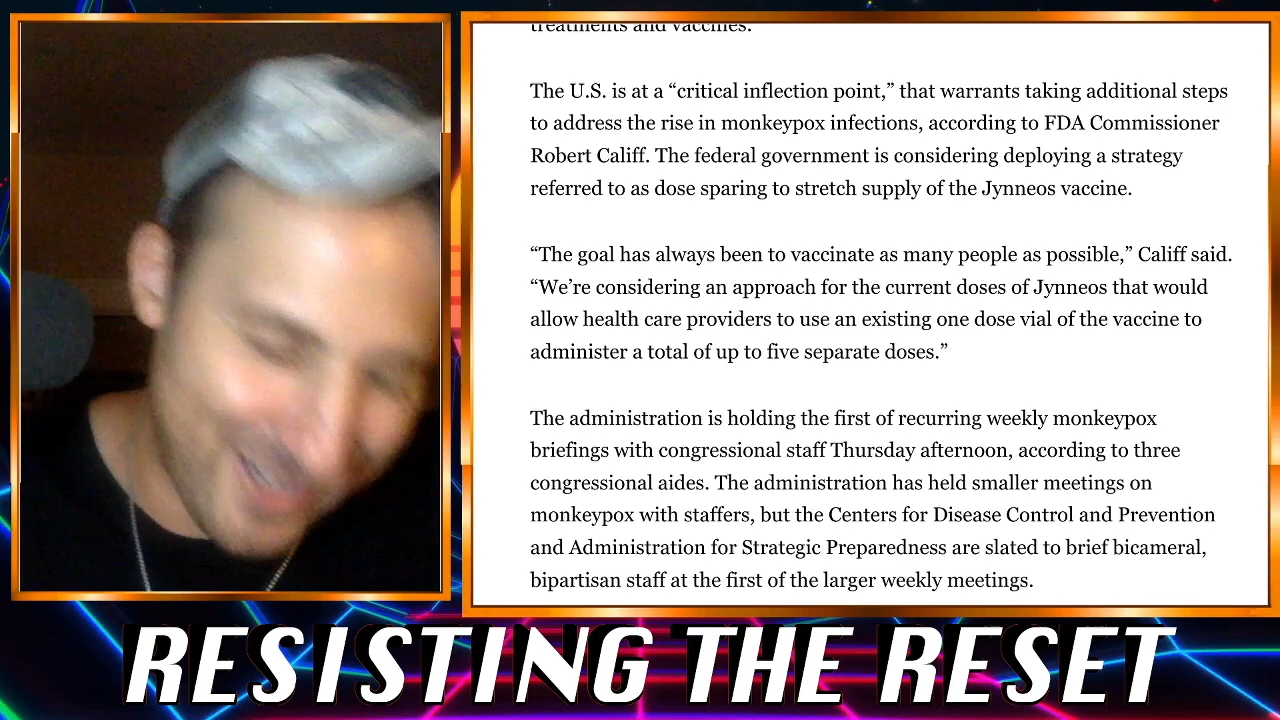 treatments and vaccines.
The U.S. is at a “critical inflection point,” that warrants taking additional steps
to address the rise in monkeypox infections, according to FDA Commissioner
Robert Califf. The federal government is considering deploying a strategy
referred to as dose sparing to stretch supply of the Jynneos vaccine.
“The goal has always been to vaccinate as many people as possible,” Califf said.
“We’re considering an approach for the current doses of Jynneos that would
allow health care providers to use an existing one dose vial of the vaccine to
administer a total of up to five separate doses.”
The administration is holding the first of recurring weekly monkeypox
briefings with congressional staff Thursday afternoon, according to three
congressional aides. The administration has held smaller meetings on
monkeypox with staffers, but the Centers for Disease Control and Prevention
and Administration for Strategic Preparedness are slated to brief bicameral,
bipartisan staff at the first of the larger weekly meetings.
RESISTING THE RESET